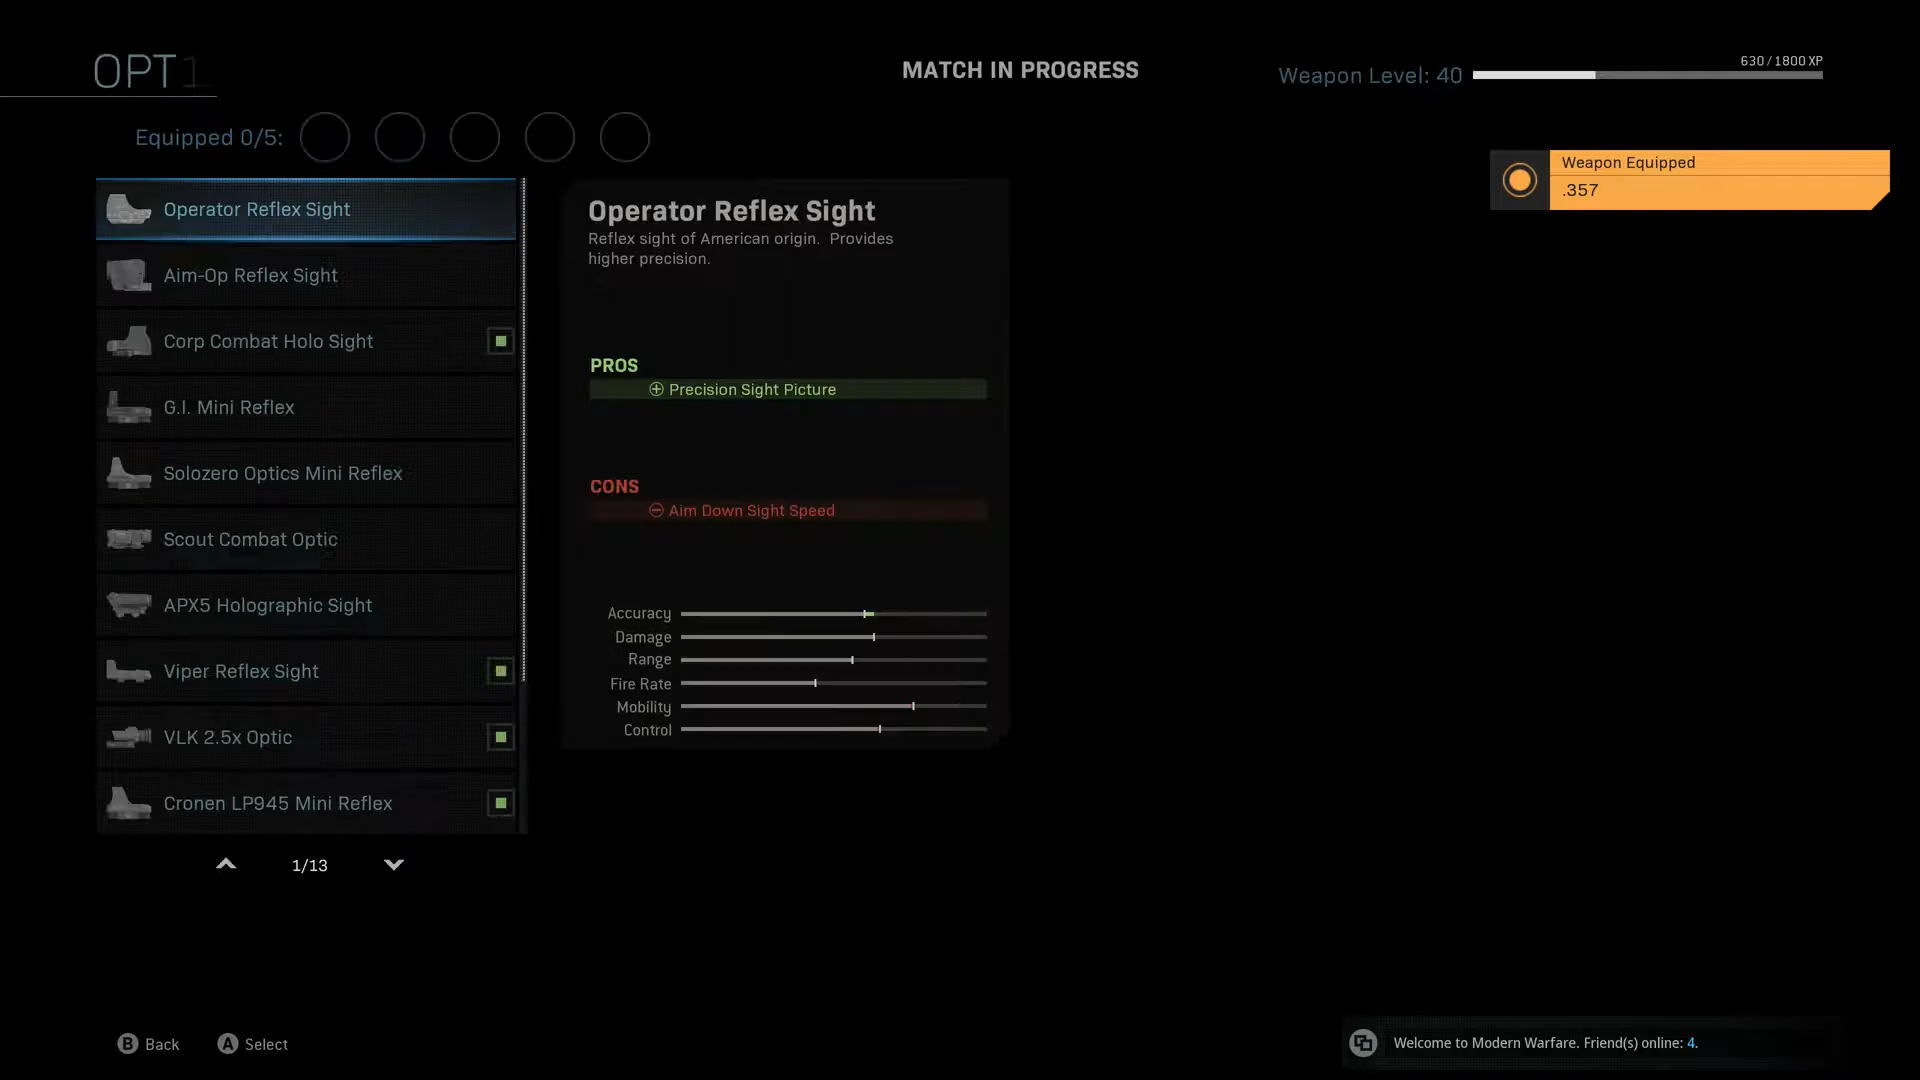 OPT1
MATCH IN PROGRESS
Weapon Level: 40
630 / 1800 XP
Equipped 0/5:
Weapon Equipped
.357
Operator Reflex Sight
Aim-Op Reflex Sight
Corp Combat Holo Sight
G.I. Mini Reflex
Solozero Optics Mini Reflex
Scout Combat Optic
APX5 Holographic Sight
Viper Reflex Sight
VLK 2.5x Optic
Cronen LP945 Mini Reflex
1/13
Operator Reflex Sight
Reflex sight of American origin. Provides
higher precision.
PROS
Precision Sight Picture
CONS
Aim Down Sight Speed
Accuracy
Damage
Range
Fire Rate
Mobility
Control
B Back
A Select
Welcome to Modern Warfare. Friend(s) online: 4.